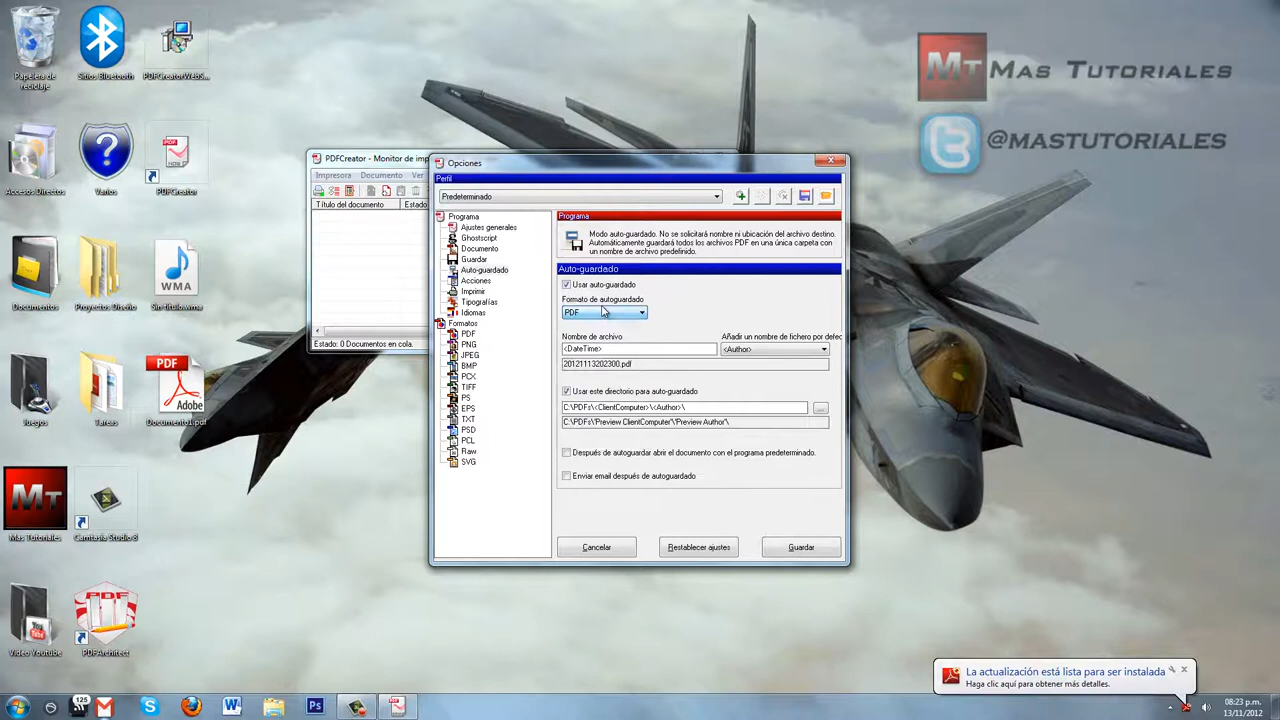 Papelera de
reciclaje
Sitios Bluetooth
PDFCreatorWebS...
Accesos Directos
Varios
PDFCreator
Documentos
Proyectos Diseño
Sin título.wma
Juegos
Tareas
Documento1.pdf
PDF
Adobe
WMA
MT
Mas Tutoriales
Camtasia Studio 8
Video Youtube
PDFArchitect
MT MAS TUTORIALES
@MASTUTORIALES
PDFCreator - Monitor de imp
Impresora Documento Ver
Título del documento Estado
Estado: 0 Documentos en cola.
Opciones
Perfil
Predeterminado
Programa
Ajustes generales
Ghostscript
Documento
Guardar
Auto-guardado
Acciones
Imprimir
Tipografías
Idiomas
Formatos
PDF
PNG
JPEG
BMP
PCX
TIFF
PS
EPS
TXT
PSD
PCL
Raw
SVG
Programa
Modo auto-guardado. No se solicitará nombre ni ubicación del archivo destino.
Automáticamente guardará todos los archivos PDF en una única carpeta con
un nombre de archivo predefinido.
Auto-guardado
Usar auto-guardado
Formato de autoguardado
PDF
Nombre de archivo Añadir un nombre de fichero por defec
<DateTime> <Author>
20121113202300.pdf
Usar este directorio para auto-guardado
C:\PDFs\<ClientComputer>\<Author>\
...
C:\PDFs\'Preview ClientComputer'\'Preview Author'\
Después de autoguardar abrir el documento con el programa predeterminado.
Enviar email después de autoguardado
Cancelar Restablecer ajustes Guardar
La actualización está lista para ser instalada
Haga clic aquí para obtener más detalles.
125
08:23 p.m.
13/11/2012